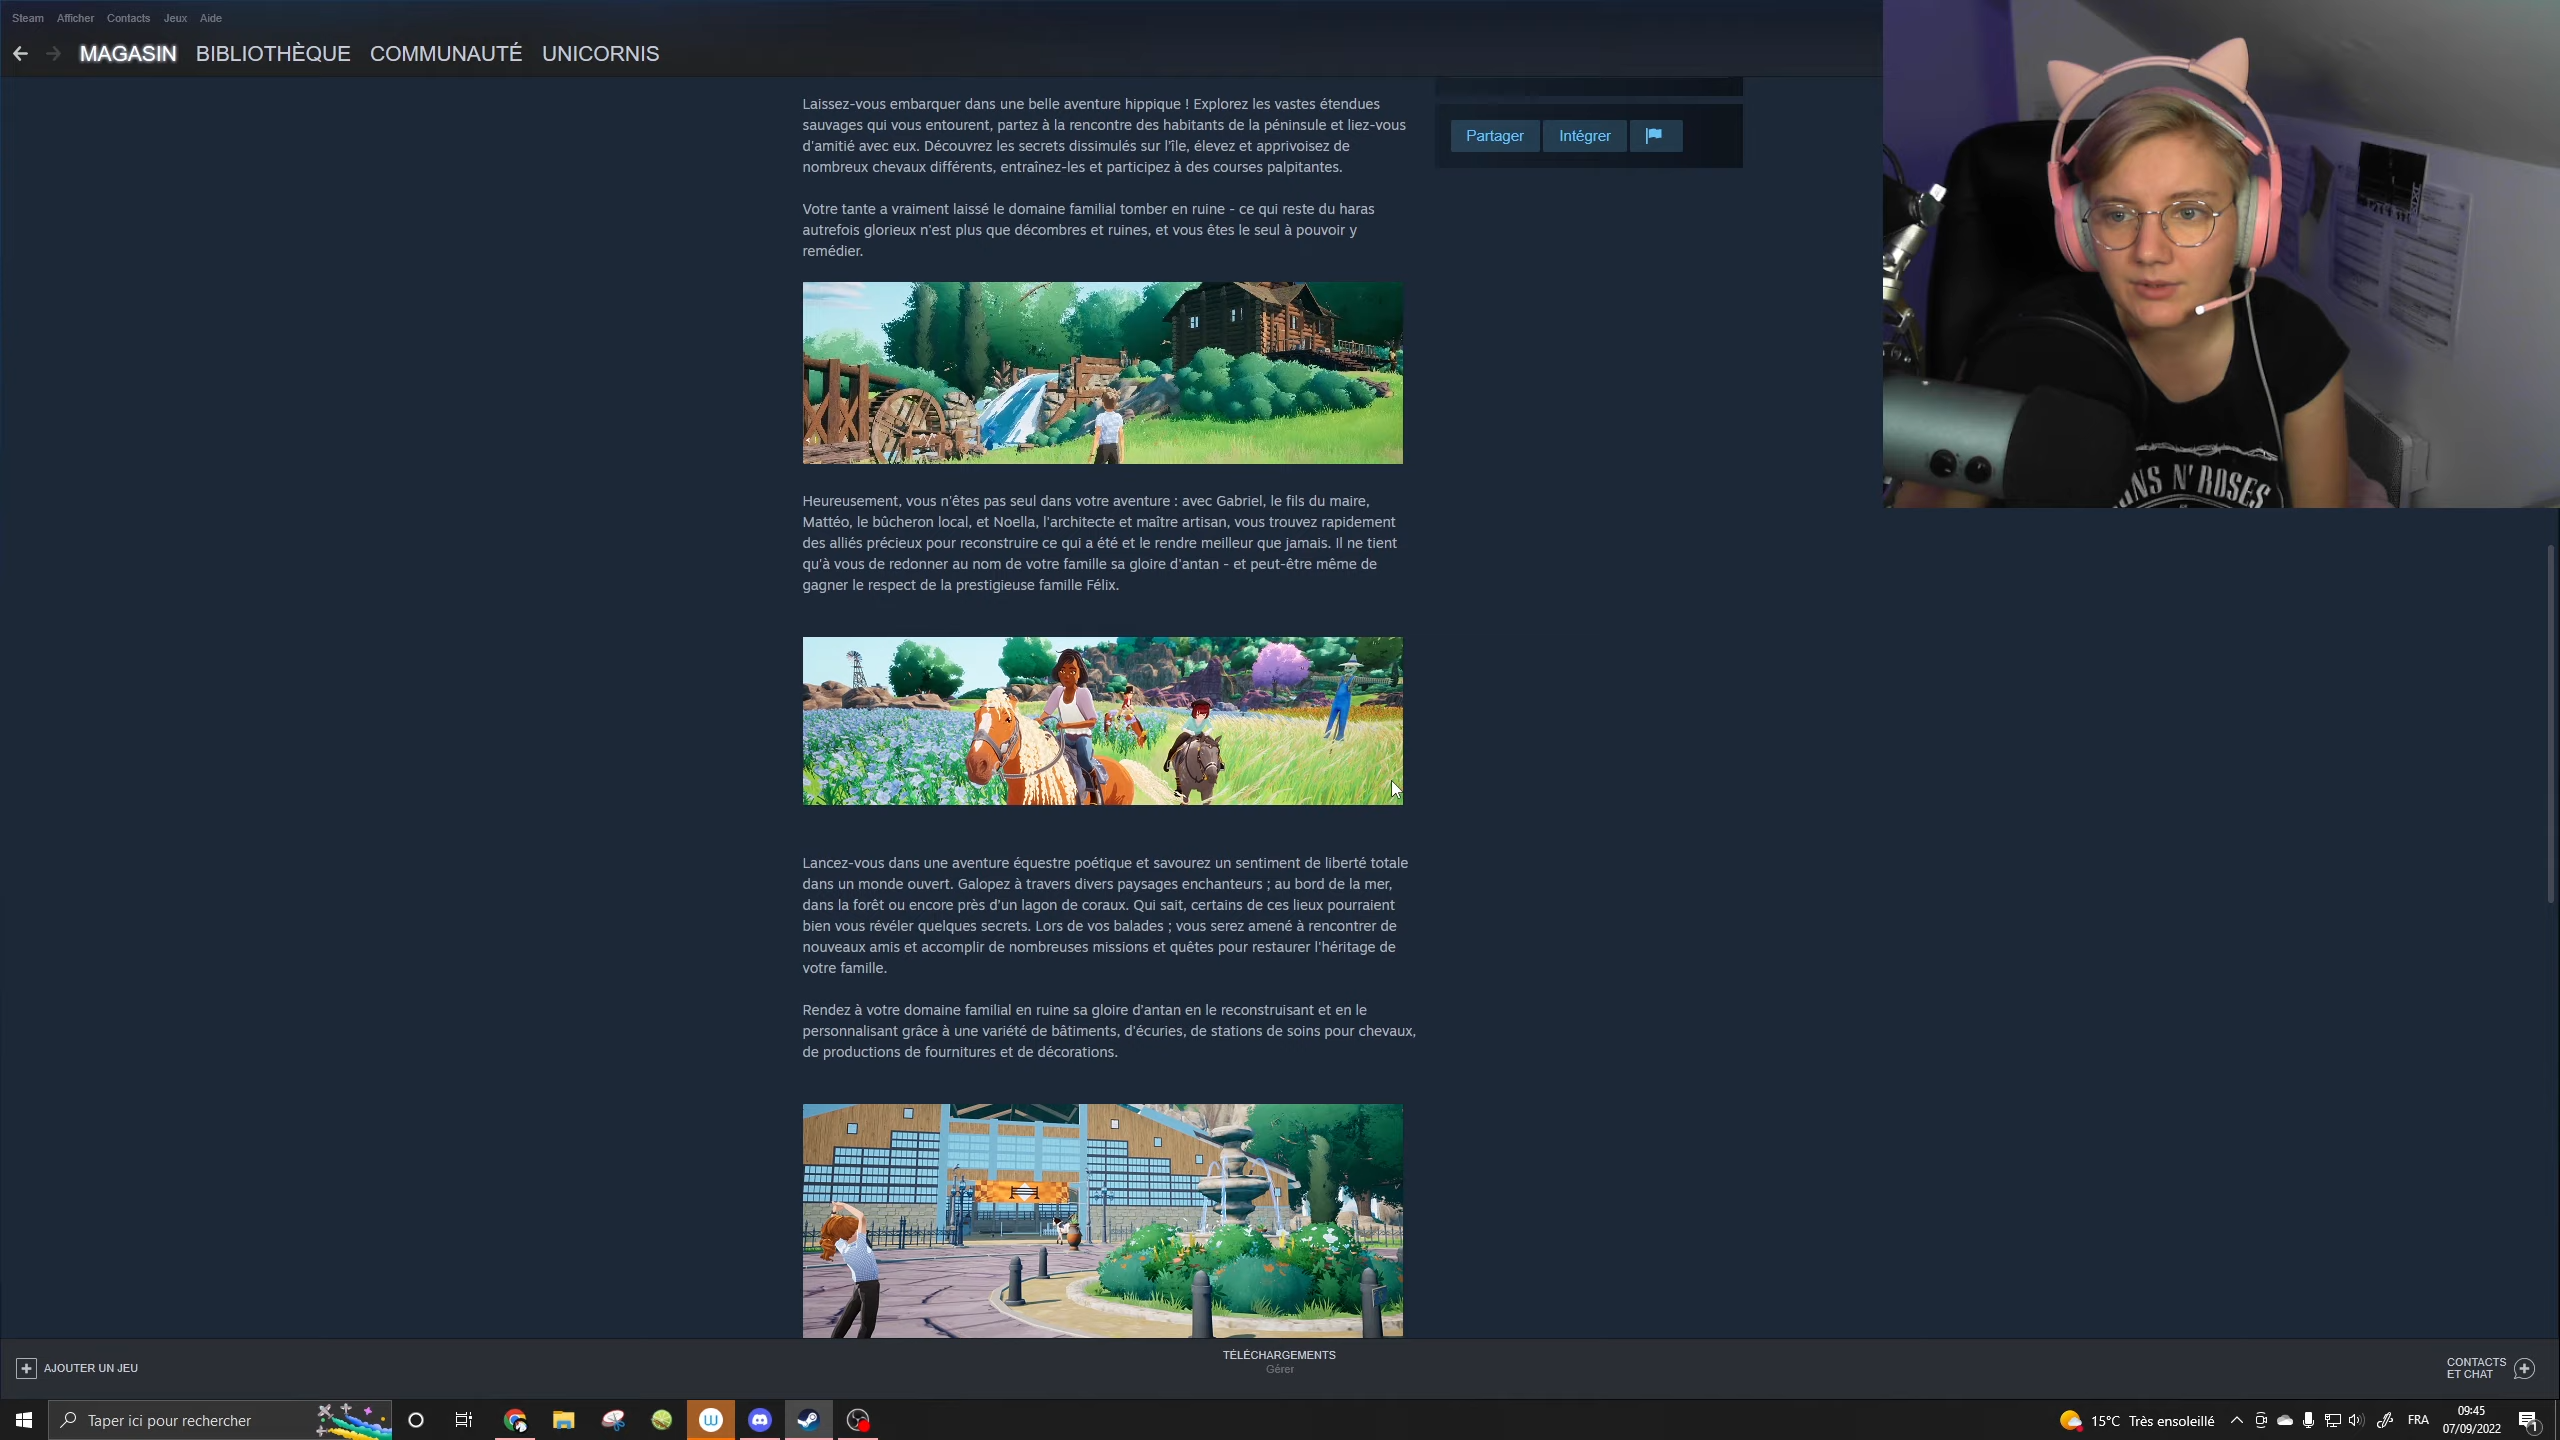 Steam Afficher Contacts Jeux Aide
MAGASIN BIBLIOTHÈQUE COMMUNAUTÉ UNICORNIS
Laissez-vous embarquer dans une belle aventure hippique ! Explorez les vastes étendues
sauvages qui vous entourent, partez à la rencontre des habitants de la péninsule et liez-vous
d'amitié avec eux. Découvrez les secrets dissimulés sur l'île, élevez et apprivoisez de
nombreux chevaux différents, entraînez-les et participez à des courses palpitantes.
Partager Intégrer
Votre tante a vraiment laissé le domaine familial tomber en ruine - ce qui reste du haras
autrefois glorieux n'est plus que décombres et ruines, et vous êtes le seul à pouvoir y
remédier.
NS N' ROSES
Heureusement, vous n'êtes pas seul dans votre aventure : avec Gabriel, le fils du maire,
Mattéo, le bûcheron local, et Noella, l'architecte et maître artisan, vous trouvez rapidement
des alliés précieux pour reconstruire ce qui a été et le rendre meilleur que jamais. Il ne tient
qu'à vous de redonner au nom de votre famille sa gloire d'antan - et peut-être même de
gagner le respect de la prestigieuse famille Félix.
Lancez-vous dans une aventure équestre poétique et savourez un sentiment de liberté totale
dans un monde ouvert. Galopez à travers divers paysages enchanteurs ; au bord de la mer,
dans la forêt ou encore près d'un lagon de coraux. Qui sait, certains de ces lieux pourraient
bien vous révéler quelques secrets. Lors de vos balades ; vous serez amené à rencontrer de
nouveaux amis et accomplir de nombreuses missions et quêtes pour restaurer l'héritage de
votre famille.
Rendez à votre domaine familial en ruine sa gloire d'antan en le reconstruisant et en le
personnalisant grâce à une variété de bâtiments, d'écuries, de stations de soins pour chevaux,
de productions de fournitures et de décorations.
AJOUTER UN JEU
TÉLÉCHARGEMENTS
Gérer
CONTACTS
ET CHAT
Taper ici pour rechercher
15°C Très ensoleillé
FRA
09:45
07/09/2022
1